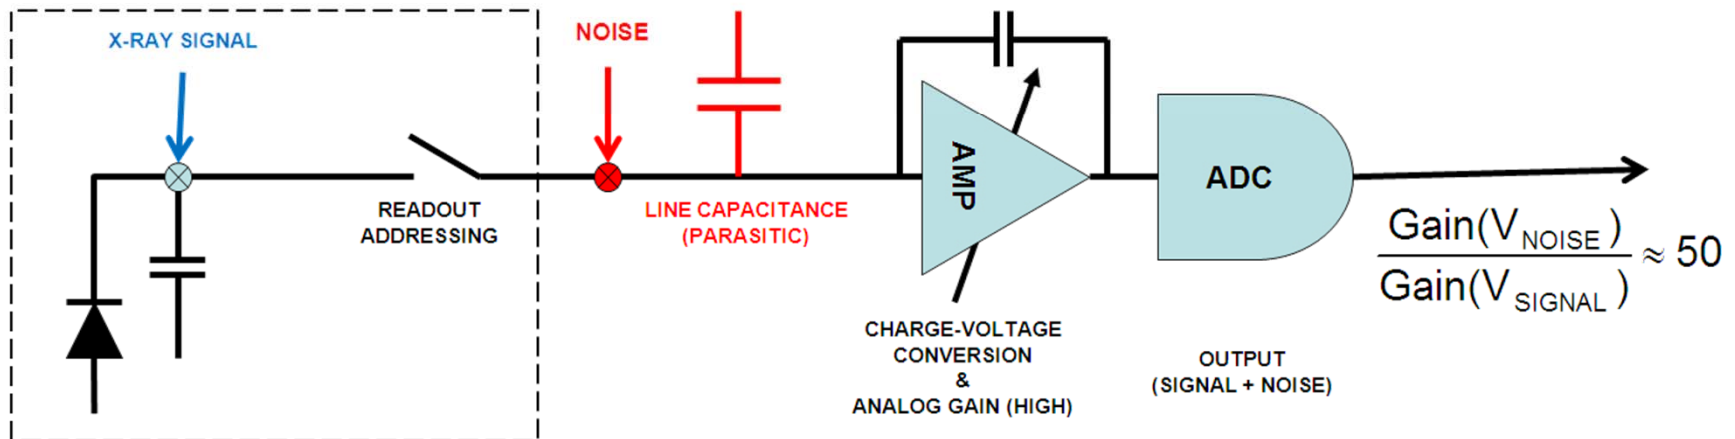 X-RAY SIGNAL
NOISE
READOUT
ADDRESSING
LINE CAPACITANCE
(PARASITIC)
AMP
ADC
CHARGE-VOLTAGE
CONVERSION
&
ANALOG GAIN (HIGH)
OUTPUT
(SIGNAL + NOISE)
Gain(V_NOISE)
Gain(V_SIGNAL)
≈ 50